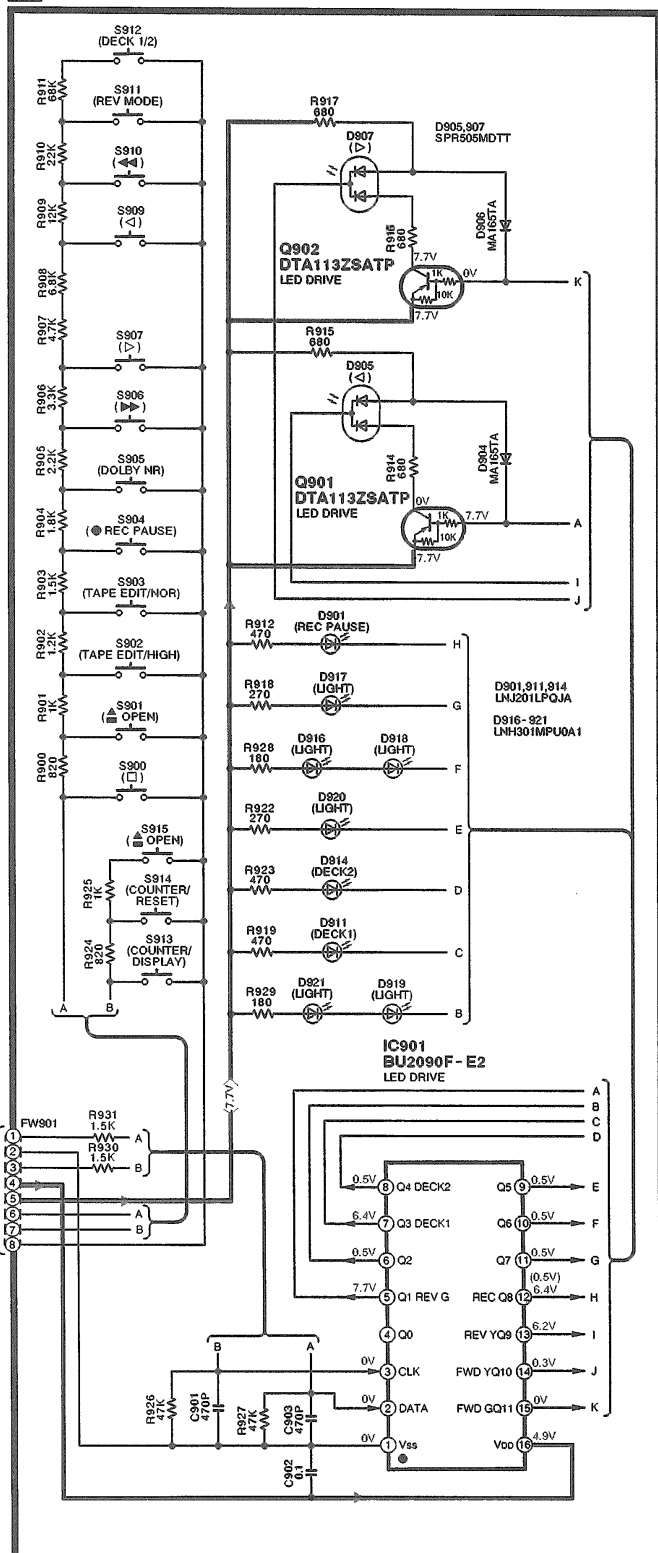 S912
(DECK 1/2)
R911
68K
S911
(REV MODE)
R910
22K
S910
(◀◀)
R909
12K
S909
(◁)
R908
6.8K
R907
4.7K
S907
(▷)
R906
3.3K
S906
(▶▶)
R905
2.2K
S905
(DOLBY NR)
R904
1.8K
S904
(● REC PAUSE)
R903
1.5K
S903
(TAPE EDIT/NOR)
R902
1.2K
S902
(TAPE EDIT/HIGH)
R901
1K
S901
(⏏ OPEN)
R900
820
S900
(□)
S915
(⏏ OPEN)
R925
1K
S914
(COUNTER/
RESET)
R924
820
S913
(COUNTER/
DISPLAY)
A B
R917
680
D907
(▷)
D905,907
SPR505MDTT
R916
680
D906
MA165TA
Q902
DTA113ZSATP
LED DRIVE
7.7V
1K
10K
0V
7.7V
K
R915
680
D905
(◁)
R914
680
D904
MA165TA
Q901
DTA113ZSATP
LED DRIVE
0V
1K
10K
7.7V
7.7V
A
I
J
R912
470
D901
(REC PAUSE)
H
R918
270
D917
(LIGHT)
G
D901,911,914
LNJ201LPQJA
D916-921
LNH301MPU0A1
R928
180
D916
(LIGHT)
D918
(LIGHT)
F
R922
270
D920
(LIGHT)
E
R923
470
D914
(DECK2)
D
R919
470
D911
(DECK1)
C
R929
180
D921
(LIGHT)
D919
(LIGHT)
B
IC901
BU2090F-E2
LED DRIVE
(7.7V)
A
B
C
D
FW901
1
2
3
4
5
6
7
8
R931
1.5K
A
R930
1.5K
B
A
B
0.5V 8 Q4 DECK2 Q5 9 0.5V E
6.4V 7 Q3 DECK1 Q6 10 0.5V F
0.5V 6 Q2 Q7 11 0.5V G
7.7V 5 Q1 REV G REC Q8 12 (0.5V) 6.4V H
4 Q0 REV YQ9 13 6.2V I
0V 3 CLK FWD YQ10 14 0.3V J
0V 2 DATA FWD GQ11 15 0V K
0V 1 Vss VDD 16 4.9V
B A
R926
47K
C901
470P
R927
47K
C903
470P
C902
0.1